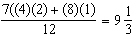 7((4)(2) + (8)(1) / 12 = 9 1/3